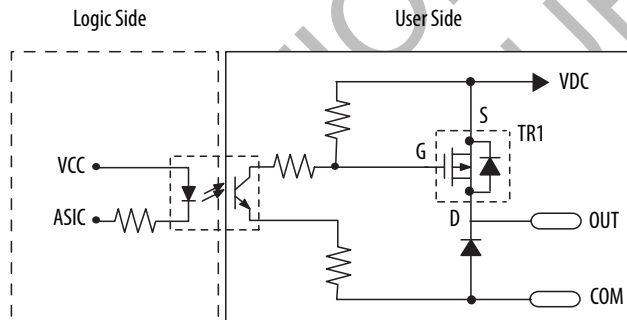 Logic Side
User Side
VDC
S
TR1
G
VCC
ASIC
D
OUT
COM